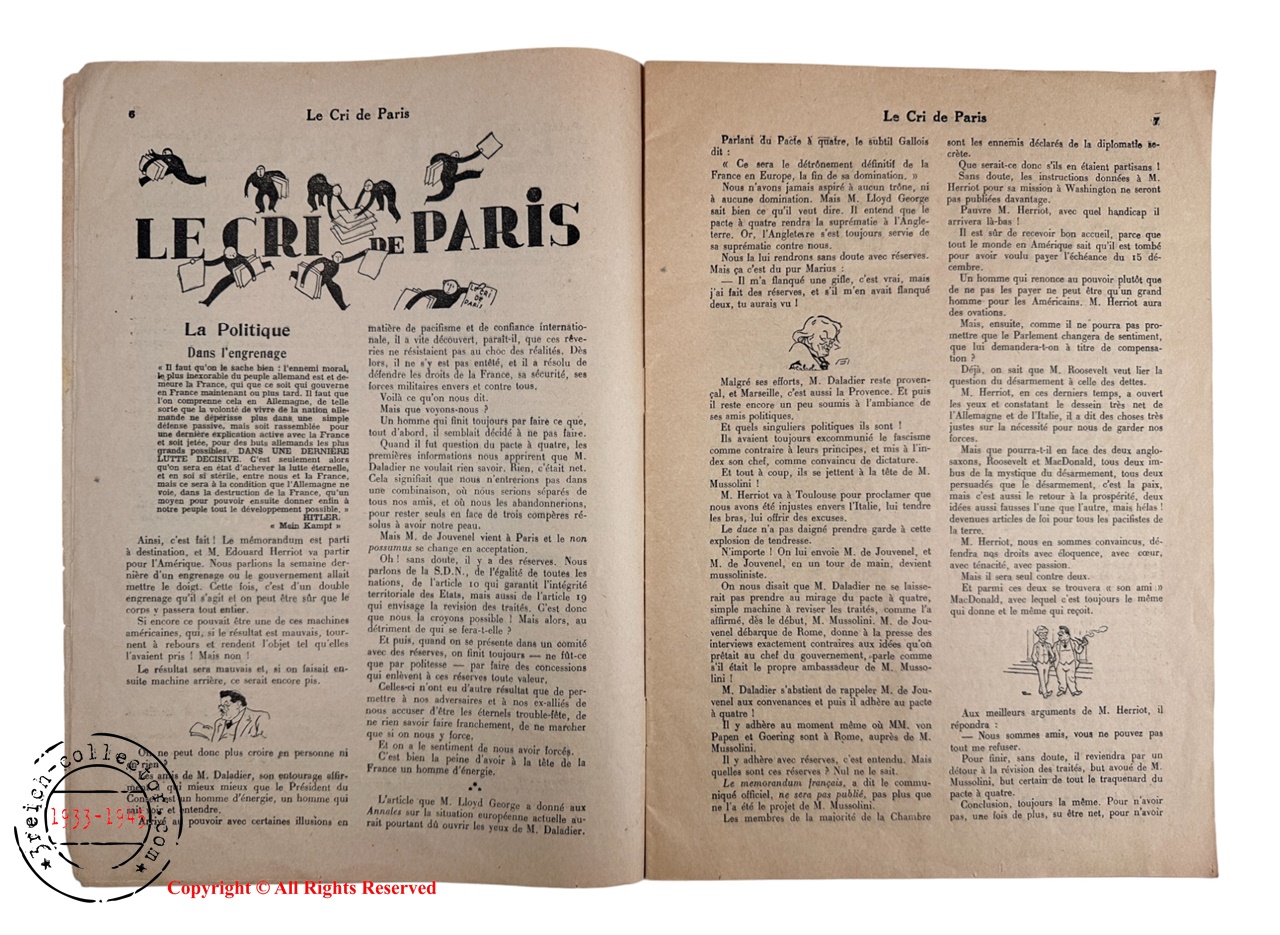 6
Le Cri de Paris
LE CRI DE PARIS
LE CRI
DE
PARIS
La Politique
Dans l'engrenage
« Il faut qu'on le sache bien : l'ennemi moral,
le plus inexorable du peuple allemand est et de-
meure la France, qui que ce soit qui gouverne
en France maintenant ou plus tard. Il faut que
l'on comprenne cela en Allemagne, de telle
sorte que la volonté de vivre de la nation alle-
mande ne dépérisse plus dans une simple
défense passive, mais soit rassemblée pour
une dernière explication active avec la France
et soit jetée, pour des buts allemands les plus
grands possibles, DANS UNE DERNIÈRE
LUTTE DECISIVE. C'est seulement alors
qu'on sera en état d'achever la lutte éternelle,
et en soi si stérile, entre nous et la France,
mais ce sera à la condition que l'Allemagne ne
voie, dans la destruction de la France, qu'un
moyen pour pouvoir ensuite donner enfin à
notre peuple tout le développement possible. »
HITLER.
« Mein Kampf »
Ainsi, c'est fait ! Le mémorandum est parti
à destination, et M. Edouard Herriot va partir
pour l'Amérique. Nous parlions la semaine der-
nière d'un engrenage ou le gouvernement allait
mettre le doigt. Cette fois, c'est d'un double
engrenage qu'il s'agit et on peut être sûr que le
corps y passera tout entier.
Si encore ce pouvait être une de ces machines
américaines, qui, si le résultat est mauvais, tour-
nent à rebours et rendent l'objet tel qu'elles
l'avaient pris ! Mais non !
Le résultat sera mauvais et, si on faisait en-
suite machine arrière, ce serait encore pis.
On ne peut donc plus croire en personne ni
rien
Les amis de M. Daladier, son entourage affir-
qui mieux mieux que le Président du
est un homme d'énergie, un homme qui
et entendre.
Arrivé au pouvoir avec certaines illusions en
matière de pacifisme et de confiance internatio-
nale, il a vite découvert, paraît-il, que ces rêve-
ries ne résistaient pas au choc des réalités. Dès
lors, il ne s'y est pas entêté, et il a résolu de
défendre les droits de la France, sa sécurité, ses
forces militaires envers et contre tous.
Voilà ce qu'on nous dit.
Mais que voyons-nous ?
Un homme qui finit toujours par faire ce que,
tout d'abord, il semblait décidé à ne pas faire.
Quand il fut question du pacte à quatre, les
premières informations nous apprirent que M.
Daladier ne voulait rien savoir. Rien, c'était net.
Cela signifiait que nous n'entrerions pas dans
une combinaison, où nous serions séparés de
tous nos amis, et où nous les abandonnerions,
pour rester seuls en face de trois compères ré-
solus à avoir notre peau.
Mais M. de Jouvenel vient à Paris et le non
possumus se change en acceptation.
Oh ! sans doute, il y a des réserves. Nous
parlons de la S.D.N., de l'égalité de toutes les
nations, de l'article 10 qui garantit l'intégrité
territoriale des Etats, mais aussi de l'article 19
qui envisage la revision des traités. C'est donc
que nous la croyons possible ! Mais alors, au
détriment de qui se fera-t-elle ?
Et puis, quand on se présente dans un comité
avec des réserves, on finit toujours — ne fût-ce
que par politesse — par faire des concessions
qui enlèvent à ces réserves toute valeur.
Celles-ci n'ont eu d'autre résultat que de per-
mettre à nos adversaires et à nos ex-alliés de
nous accuser d'être les éternels trouble-fête, de
ne rien savoir faire franchement, de ne marcher
que si on nous y force.
Et on a le sentiment de nous avoir forcés.
C'est bien la peine d'avoir à la tête de la
France un homme d'énergie.
L'article que M. Lloyd George a donné aux
Annales sur la situation européenne actuelle au-
rait pourtant dû ouvrir les yeux de M. Daladier.
Le Cri de Paris
7
Parlant du Pacte à quatre, le subtil Gallois
dit :
« Ce sera le détrônement définitif de la
France en Europe, la fin de sa domination. »
Nous n'avons jamais aspiré à aucun trône, ni
à aucune domination. Mais M. Lloyd George
sait bien ce qu'il veut dire. Il entend que le
pacte à quatre rendra la suprématie à l'Angle-
terre. Or, l'Angleterre s'est toujours servie de
sa suprématie contre nous.
Nous la lui rendrons sans doute avec réserves.
Mais ça c'est du pur Marius :
— Il m'a flanqué une gifle, c'est vrai, mais
j'ai fait des réserves, et s'il m'en avait flanqué
deux, tu aurais vu !
Malgré ses efforts, M. Daladier reste proven-
çal, et Marseille, c'est aussi la Provence. Et puis
il reste encore un peu soumis à l'ambiance de
ses amis politiques.
Et quels singuliers politiques ils sont !
Ils avaient toujours excommunié le fascisme
comme contraire à leurs principes, et mis à l'in-
dex son chef, comme convaincu de dictature.
Et tout à coup, ils se jettent à la tête de M.
Mussolini !
M. Herriot va à Toulouse pour proclamer que
nous avons été injustes envers l'Italie, lui tendre
les bras, lui offrir des excuses.
Le duce n'a pas daigné prendre garde à cette
explosion de tendresse.
N'importe ! On lui envoie M. de Jouvenel, et
M. de Jouvenel, en un tour de main, devient
mussoliniste.
On nous disait que M. Daladier ne se laisse-
rait pas prendre au mirage du pacte à quatre,
simple machine à reviser les traités, comme l'a
affirmé, dès le début, M. Mussolini. M. de Jou-
venel débarque de Rome, donne à la presse des
interviews exactement contraires aux idées qu'on
prêtait au chef du gouvernement, parle comme
s'il était le propre ambassadeur de M. Musso-
lini !
M. Daladier s'abstient de rappeler M. de Jou-
venel aux convenances et puis il adhère au pacte
à quatre !
Il y adhère au moment même où MM. von
Papen et Goering sont à Rome, auprès de M.
Mussolini.
Il y adhère avec réserves, c'est entendu. Mais
quelles sont ces réserves ? Nul ne le sait.
Le memorandum français, a dit le commu-
niqué officiel, ne sera pas publié, pas plus que
ne l'a été le projet de M. Mussolini.
Les membres de la majorité de la Chambre
sont les ennemis déclarés de la diplomatie se-
crète.
Que serait-ce donc s'ils en étaient partisans !
Sans doute, les instructions données à M.
Herriot pour sa mission à Washington ne seront
pas publiées davantage.
Pauvre M. Herriot, avec quel handicap il
arrivera là-bas !
Il est sûr de recevoir bon accueil, parce que
tout le monde en Amérique sait qu'il est tombé
pour avoir voulu payer l'échéance du 15 dé-
cembre.
Un homme qui renonce au pouvoir plutôt que
de ne pas les payer ne peut être qu'un grand
homme pour les Américains. M. Herriot aura
des ovations.
Mais, ensuite, comme il ne pourra pas pro-
mettre que le Parlement changera de sentiment,
que lui demandera-t-on à titre de compensa-
tion ?
Déjà, on sait que M. Roosevelt veut lier la
question du désarmement à celle des dettes.
M. Herriot, en ces derniers temps, a ouvert
les yeux et constatant le dessein très net de
l'Allemagne et de l'Italie, il a dit des choses très
justes sur la nécessité pour nous de garder nos
forces.
Mais que pourra-t-il en face des deux anglo-
saxons, Roosevelt et MacDonald, tous deux im-
bus de la mystique du désarmement, tous deux
persuadés que le désarmement, c'est la paix,
mais c'est aussi le retour à la prospérité, deux
idées aussi fausses l'une que l'autre, mais hélas !
devenues articles de foi pour tous les pacifistes de
la terre.
M. Herriot, nous en sommes convaincus, dé-
fendra nos droits avec éloquence, avec cœur,
avec ténacité, avec passion.
Mais il sera seul contre deux.
Et parmi ces deux se trouvera « son ami »
MacDonald, avec lequel c'est toujours le même
qui donne et le même qui reçoit.
Aux meilleurs arguments de M. Herriot, il
répondra :
— Nous sommes amis, vous ne pouvez pas
tout me refuser.
Pour finir, sans doute, il reviendra par un
détour à la révision des traités, but avoué de M.
Mussolini, but certain de tout le traquenard du
pacte à quatre.
Conclusion, toujours la même. Pour n'avoir
pas, une fois de plus, su être net, pour n'avoir
3reich-collector.com
1933-1945
Copyright © All Rights Reserved